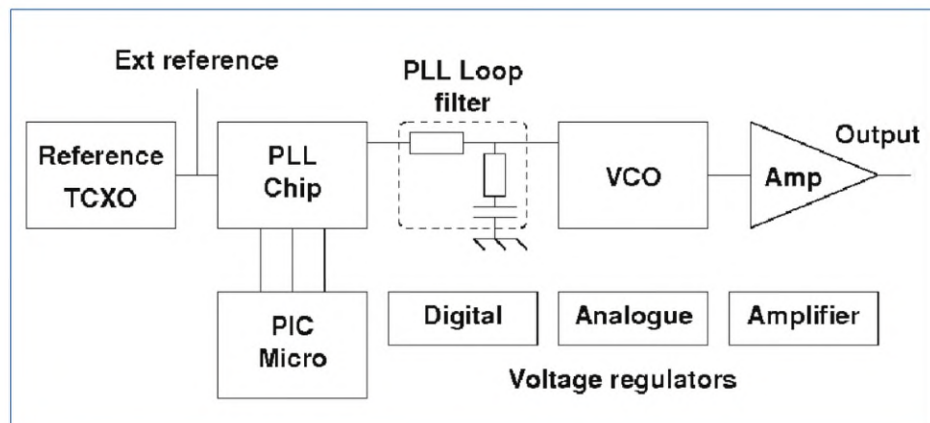 Ext reference
PLL Loop
filter
Reference
TCXO
PLL
Chip
VCO
Amp
Output
PIC
Micro
Digital
Analogue
Amplifier
Voltage regulators